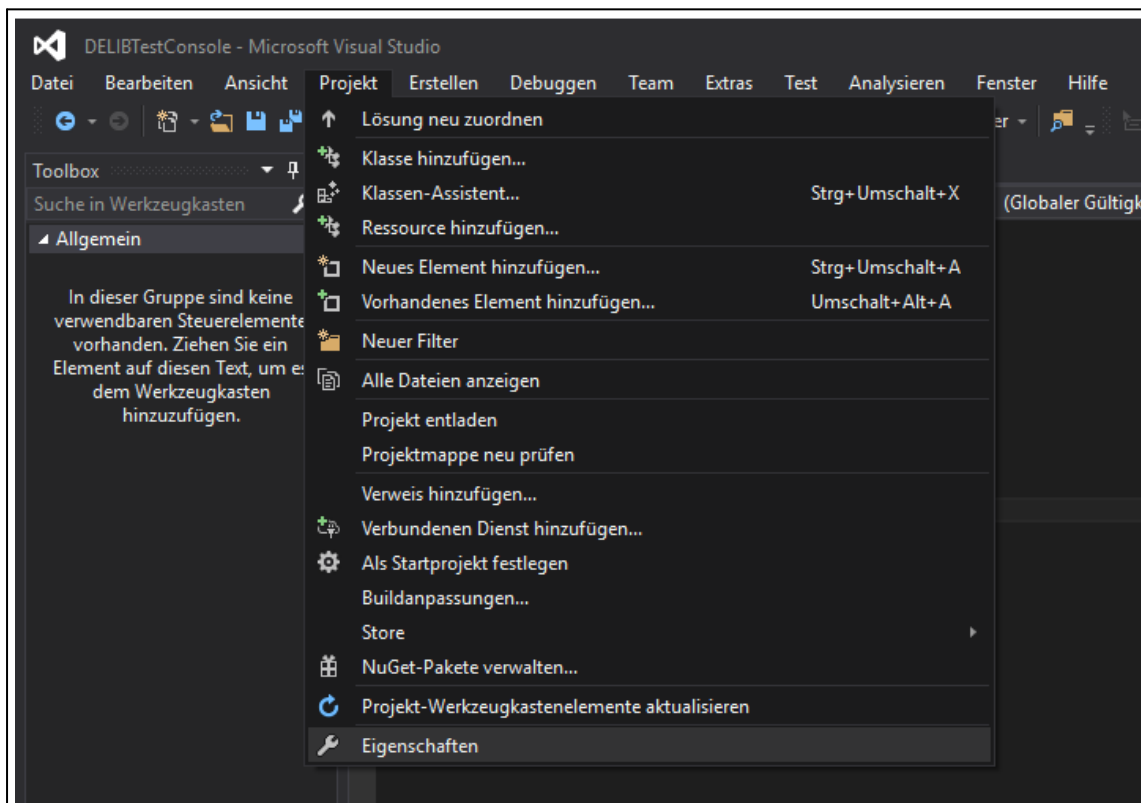 DELIBTestConsole - Microsoft Visual Studio
Datei Bearbeiten Ansicht Projekt Erstellen Debuggen Team Extras Test Analysieren Fenster Hilfe
Toolbox
Suche in Werkzeugkasten
Allgemein
In dieser Gruppe sind keine
verwendbaren Steuerelemente
vorhanden. Ziehen Sie ein
Element auf diesen Text, um es
dem Werkzeugkasten
hinzuzufügen.
Lösung neu zuordnen
Klasse hinzufügen...
Klassen-Assistent... Strg+Umschalt+X
Ressource hinzufügen...
Neues Element hinzufügen... Strg+Umschalt+A
Vorhandenes Element hinzufügen... Umschalt+Alt+A
Neuer Filter
Alle Dateien anzeigen
Projekt entladen
Projektmappe neu prüfen
Verweis hinzufügen...
Verbundenen Dienst hinzufügen...
Als Startprojekt festlegen
Buildanpassungen...
Store
NuGet-Pakete verwalten...
Projekt-Werkzeugkastenelemente aktualisieren
Eigenschaften
er
(Globaler Gültigk